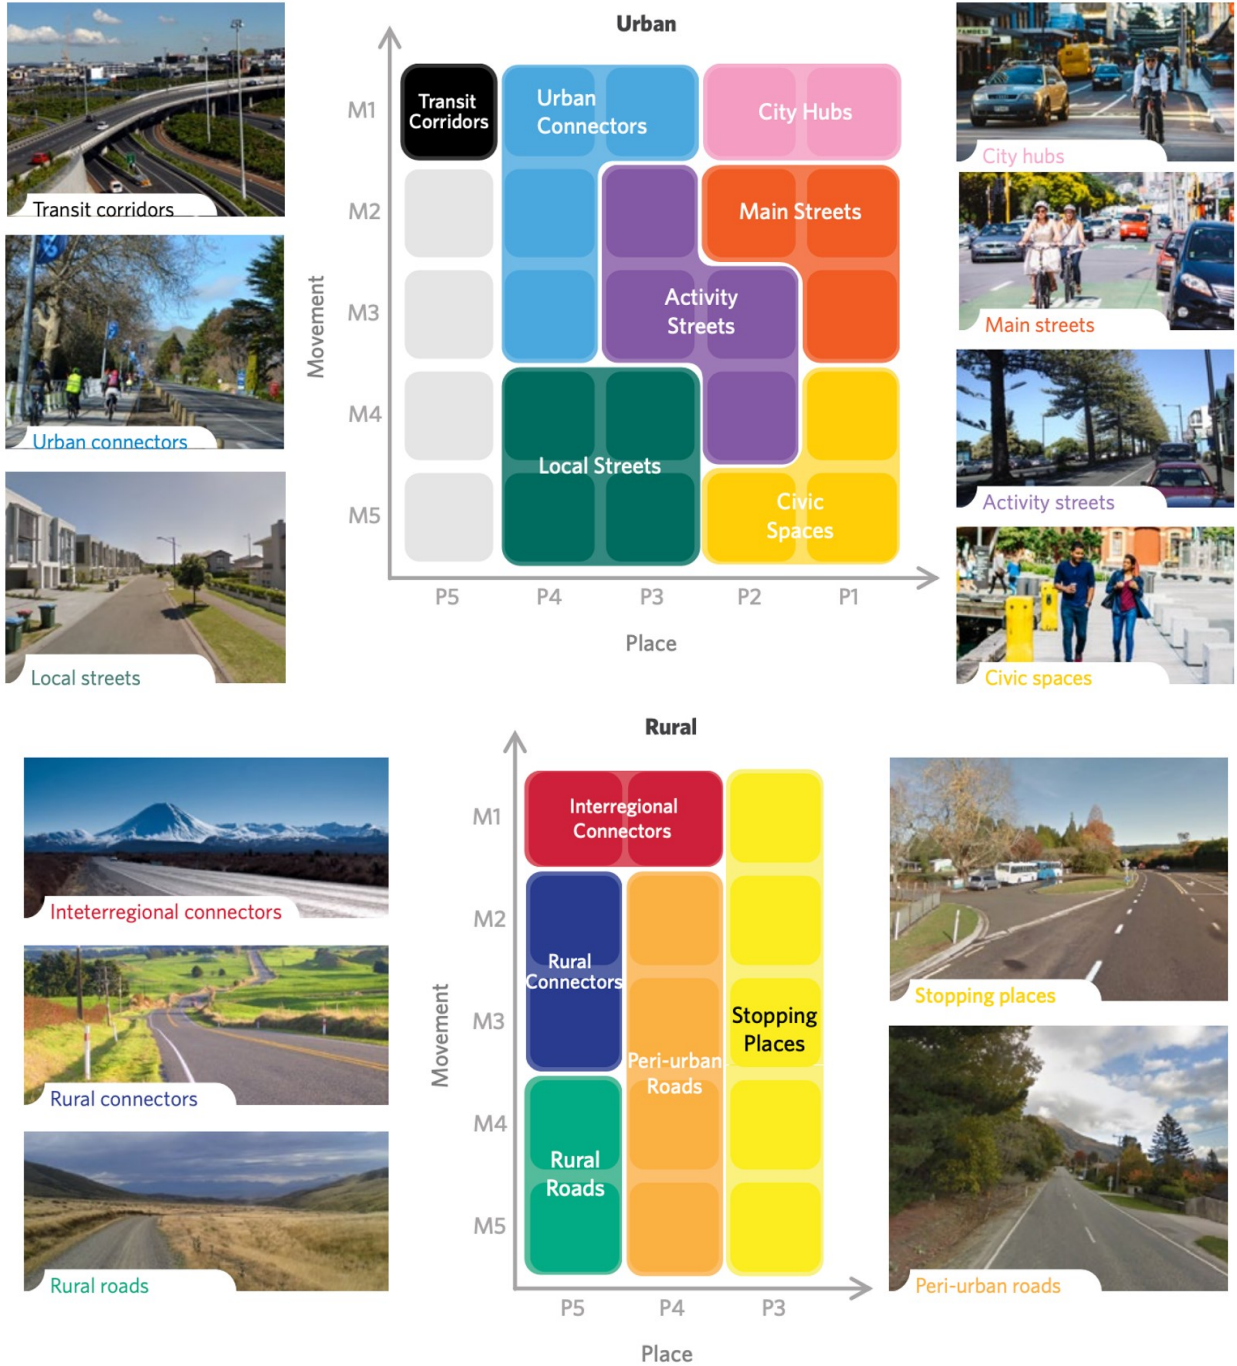 Urban
M1
M2
M3
M4
M5
Movement
Transit
Corridors
Urban
Connectors
City Hubs
Main Streets
Activity
Streets
Local Streets
Civic
Spaces
P5
P4
P3
P2
P1
Place
Transit corridors
Urban connectors
Local streets
City hubs
Main streets
Activity streets
Civic spaces
Rural
M1
M2
M3
M4
M5
Movement
Interregional
Connectors
Rural
Connectors
Peri-urban
Roads
Stopping
Places
Rural
Roads
P5
P4
P3
Place
Inteterregional connectors
Rural connectors
Rural roads
Stopping places
Peri-urban roads